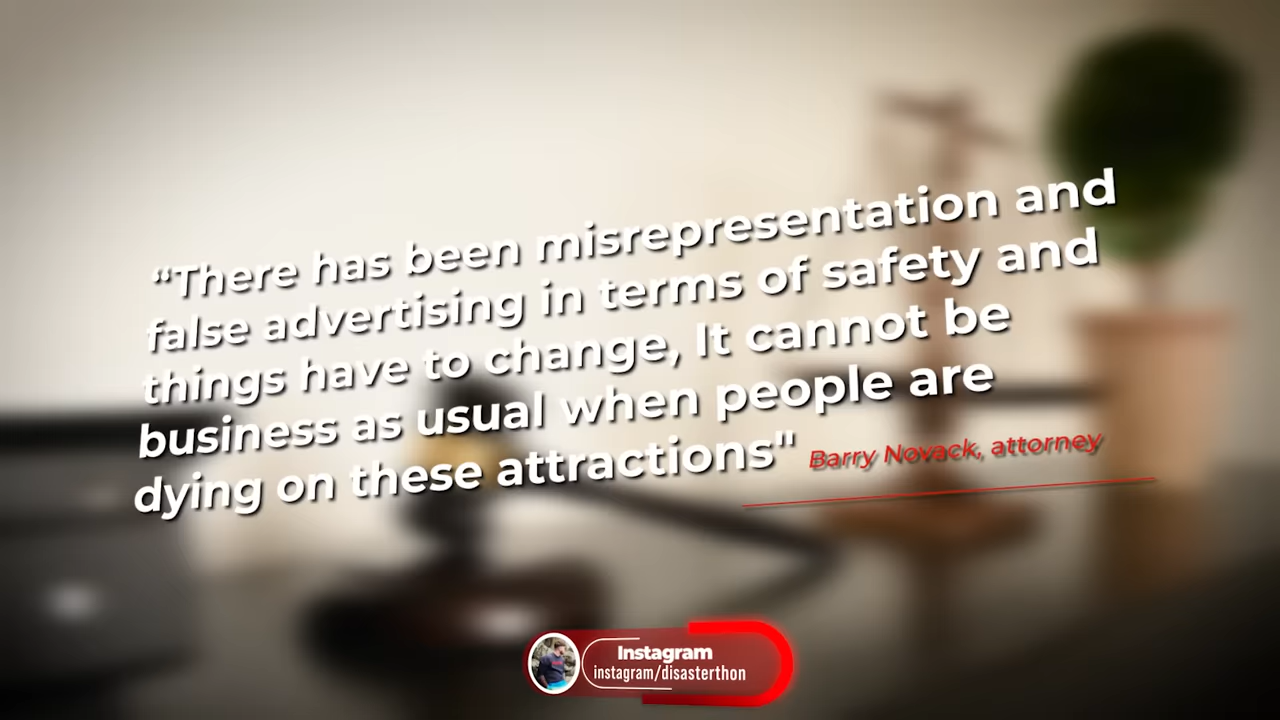 “There has been misrepresentation and
false advertising in terms of safety and
things have to change, It cannot be
business as usual when people are
dying on these attractions" Barry Novack, attorney
Instagram
instagram/disasterthon